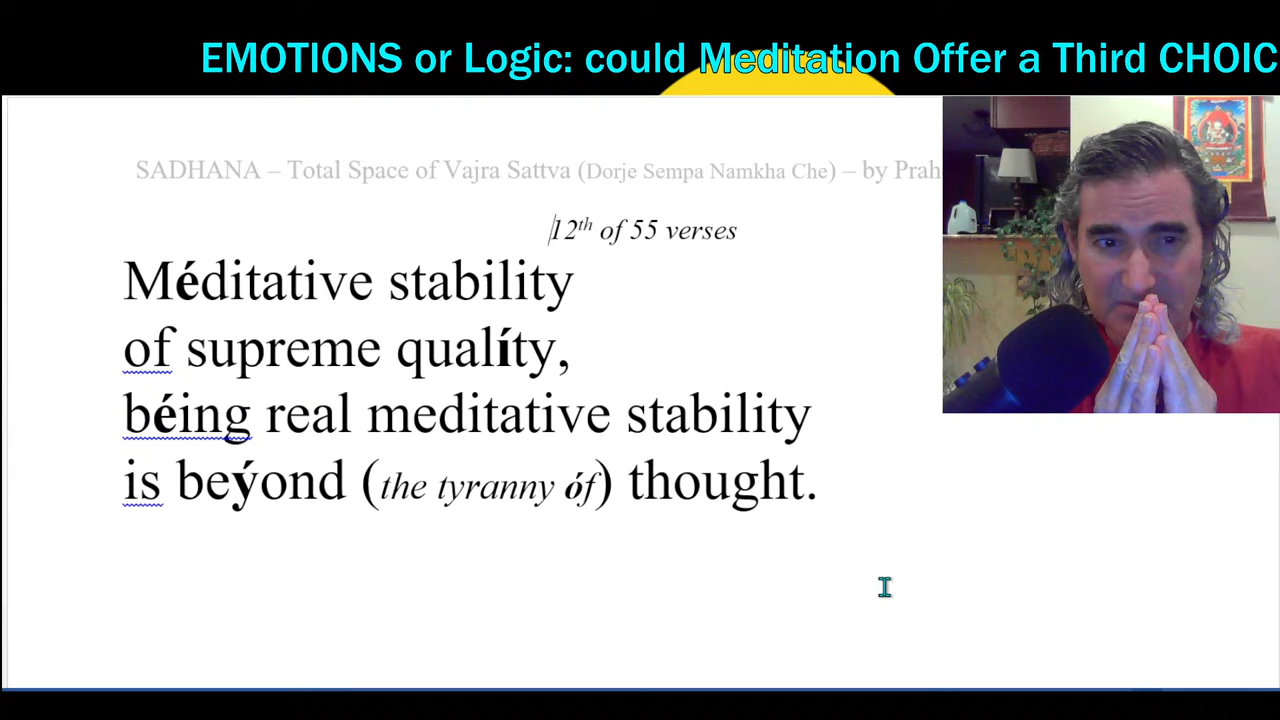 EMOTIONS or Logic: could Meditation Offer a Third CHOIC
SADHANA – Total Space of Vajra Sattva (Dorje Sempa Namkha Che) – by Prah
12th of 55 verses
Méditative stability
of supreme qualíty,
béing real meditative stability
is beýond (the tyranny óf) thought.